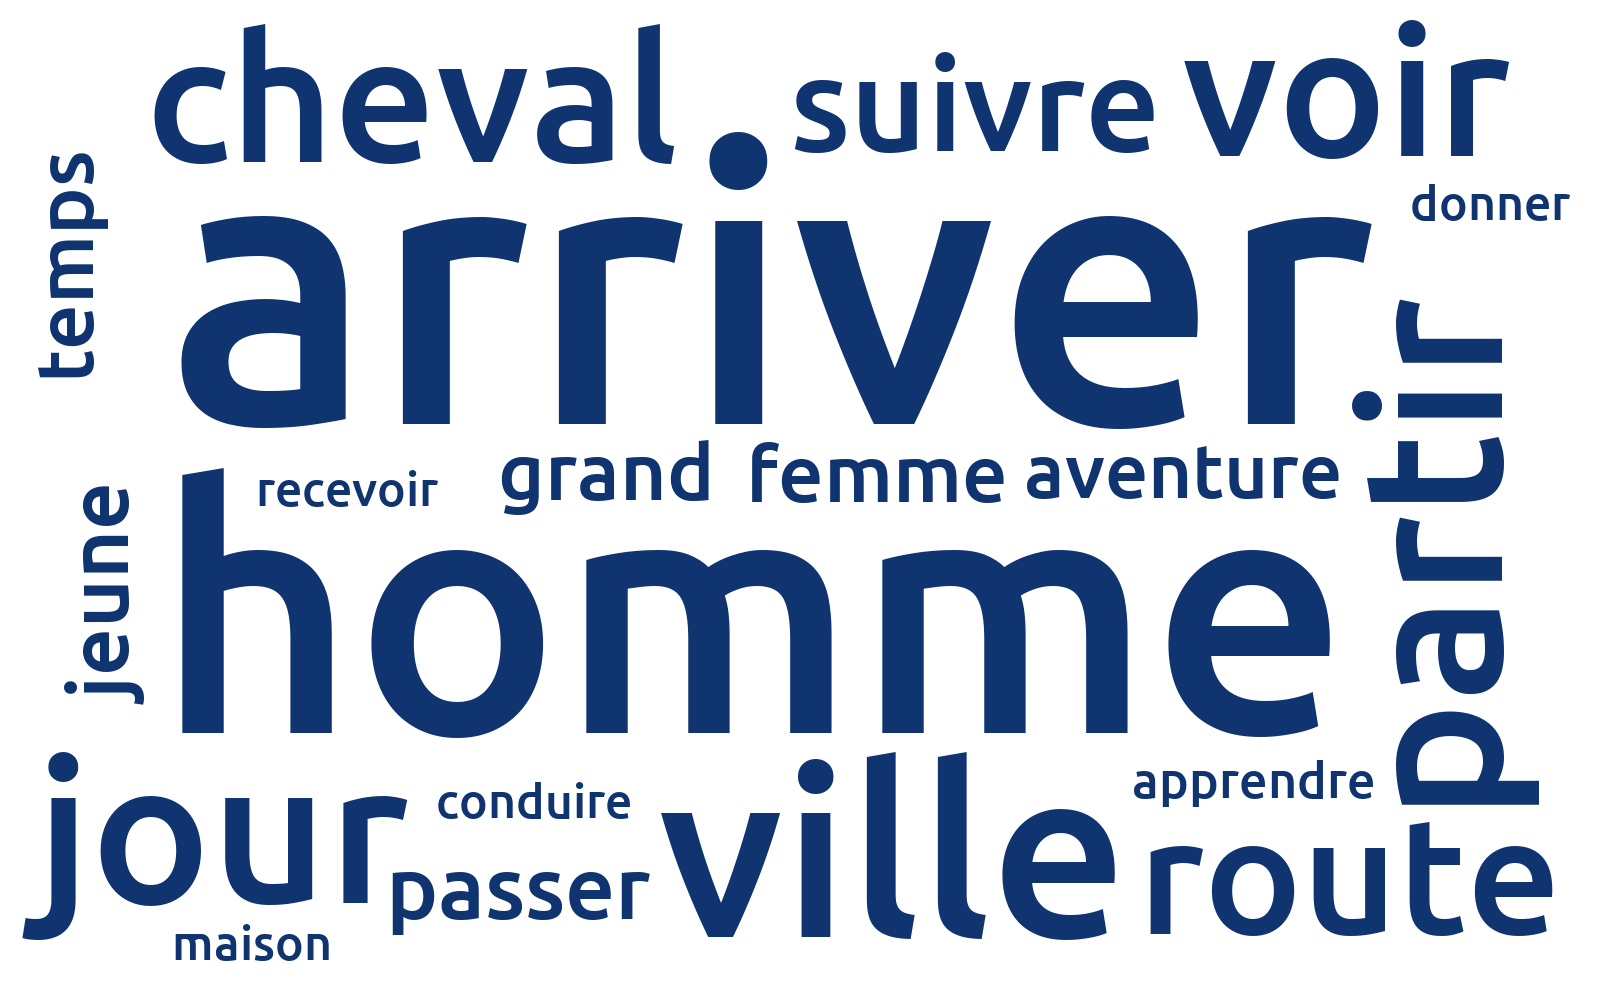 cheval
suivre
voir
temps
donner
arriver
partir
recevoir
grand
femme
aventure
jeune
homme
jour
conduire
ville
apprendre
passer
route
maison